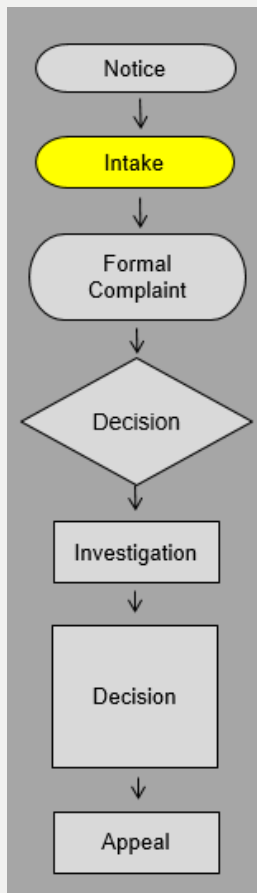 Notice
Intake
Formal
Complaint
Decision
Investigation
Decision
Appeal